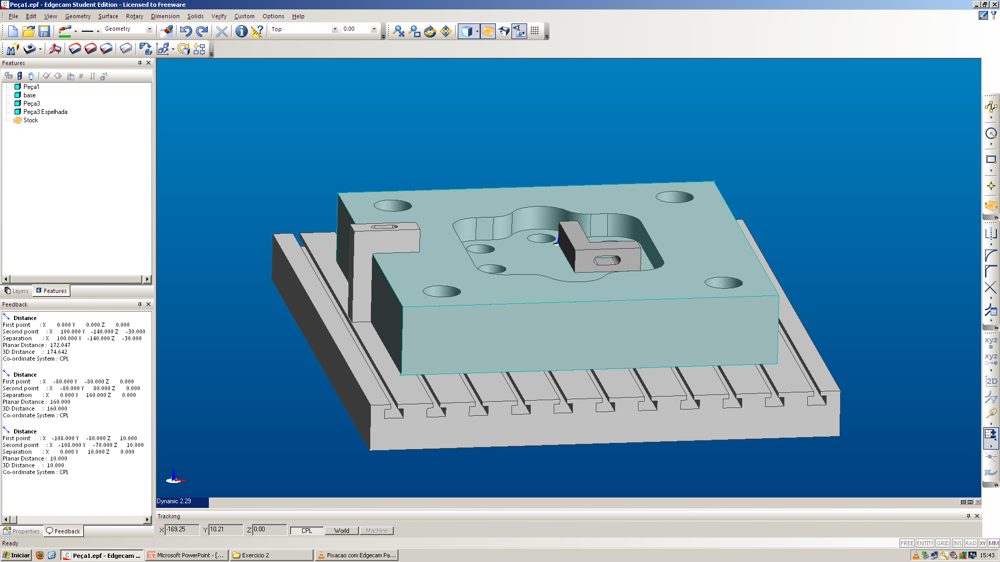 Peça1.epf - Edgecam Student Edition - Licensed to Freeware
File Edit View Geometry Surface Rotary Dimension Solids Verify Custom Options Help
Geometry Top 0.00
Features
Peça1
base
Peça3
Peça3 Espelhada
Stock
Layers Features
Feedback
Distance
First point : X 0.000 Y 0.000 Z 0.000
Second point : X 100.000 Y -140.000 Z -30.000
Separation : X 100.000 Y -140.000 Z -30.000
Planar Distance : 172.047
3D Distance : 174.642
Co-ordinate System : CPL
Distance
First point : X -80.000 Y -80.000 Z 0.000
Second point : X -80.000 Y 80.000 Z 0.000
Separation : X 0.000 Y 160.000 Z 0.000
Planar Distance : 160.000
3D Distance : 160.000
Co-ordinate System : CPL
Distance
First point : X -108.000 Y -80.000 Z 10.000
Second point : X -108.000 Y -70.000 Z 10.000
Separation : X 0.000 Y 10.000 Z 0.000
Planar Distance : 10.000
3D Distance : 10.000
Co-ordinate System : CPL
Properties Feedback
xyz
xyz
2D
Dynamic 2.29
Tracking
X -169.25 Y 10.21 Z 0.00 CPL World Machine
Ready
FREE ENTITY GRID INS RAD XY MM
Iniciar Peça1.epf - Edgecam ... Microsoft PowerPoint - [... Exercicio 2 Fixacao com Edgecam Pa... 15:43